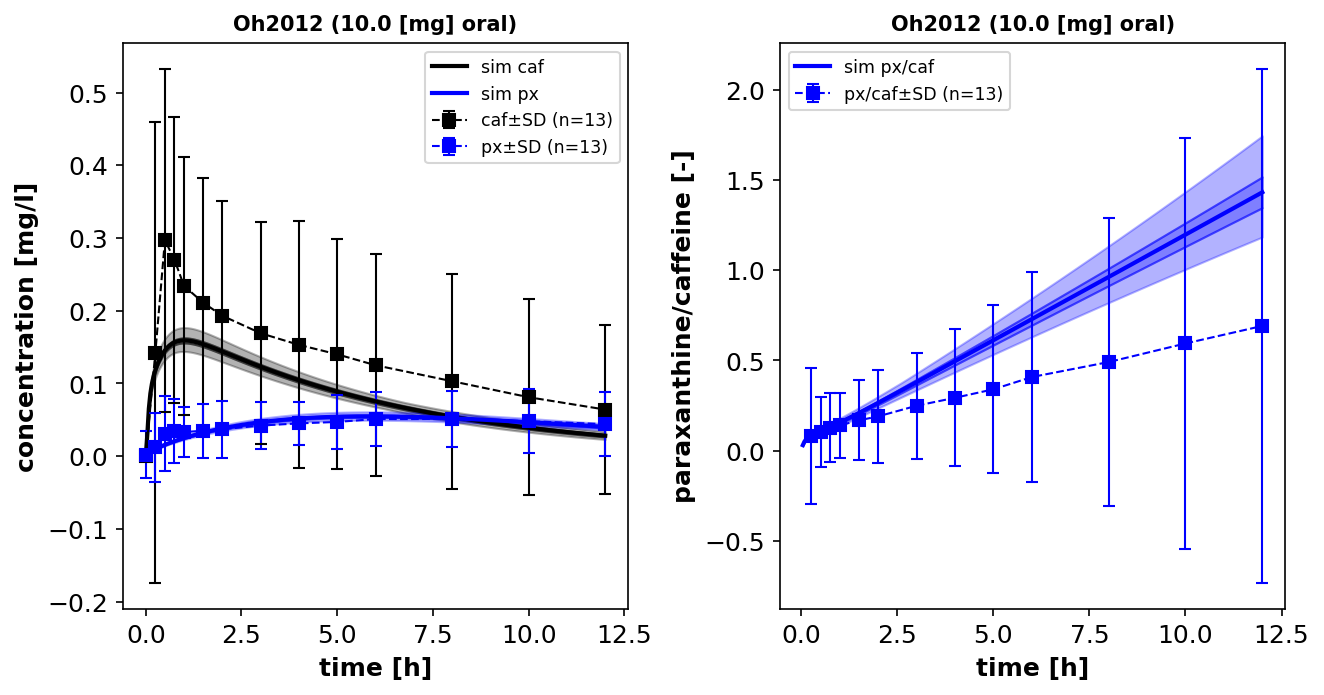 Oh2012 (10.0 [mg] oral)
sim caf
sim px
caf±SD (n=13)
px±SD (n=13)
concentration [mg/l]
0.5
0.4
0.3
0.2
0.1
0.0
−0.1
−0.2
0.0 2.5 5.0 7.5 10.0 12.5
time [h]
Oh2012 (10.0 [mg] oral)
sim px/caf
px/caf±SD (n=13)
paraxanthine/caffeine [-]
2.0
1.5
1.0
0.5
0.0
−0.5
0.0 2.5 5.0 7.5 10.0 12.5
time [h]